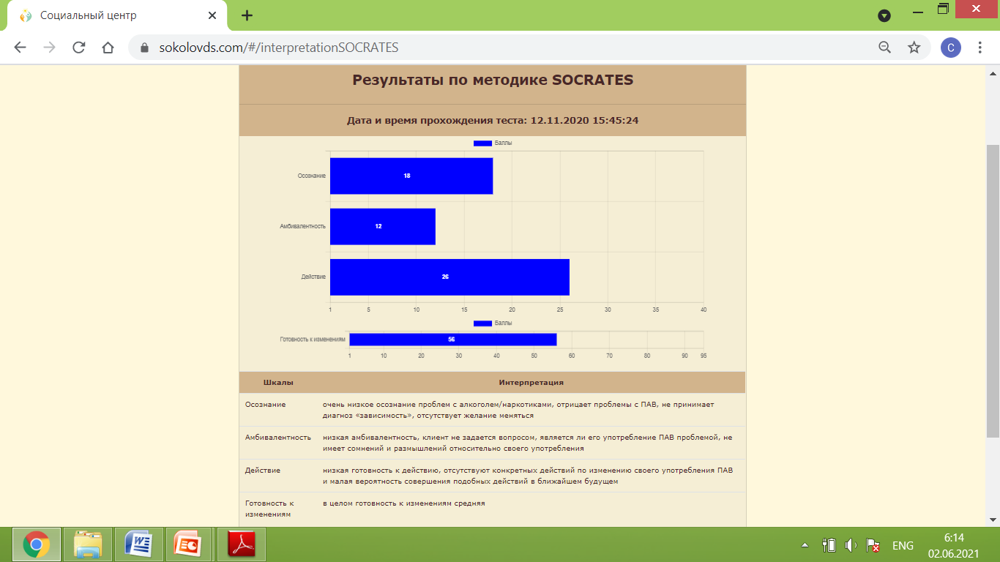 Социальный центр
sokolovds.com/#/interpretationSOCRATES
C
Результаты по методике SOCRATES
Дата и время прохождения теста: 12.11.2020 15:45:24
Баллы
Осознание 18
Амбивалентность 12
Действие 26
1 5 10 15 20 25 30 35 40
Баллы
Готовность к изменениям 56
1 10 20 30 40 50 60 70 80 90 95
Шкалы Интерпретация
Осознание очень низкое осознание проблем с алкоголем/наркотиками, отрицает проблемы с ПАВ, не принимает
диагноз «зависимость», отсутствует желание меняться
Амбивалентность низкая амбивалентность, клиент не задается вопросом, является ли его употребление ПАВ проблемой, не
имеет сомнений и размышлений относительно своего употребления
Действие низкая готовность к действию, отсутствуют конкретных действий по изменению своего употребления ПАВ
и малая вероятность совершения подобных действий в ближайшем будущем
Готовность к в целом готовность к изменениям средняя
изменениям
ENG
6:14
02.06.2021